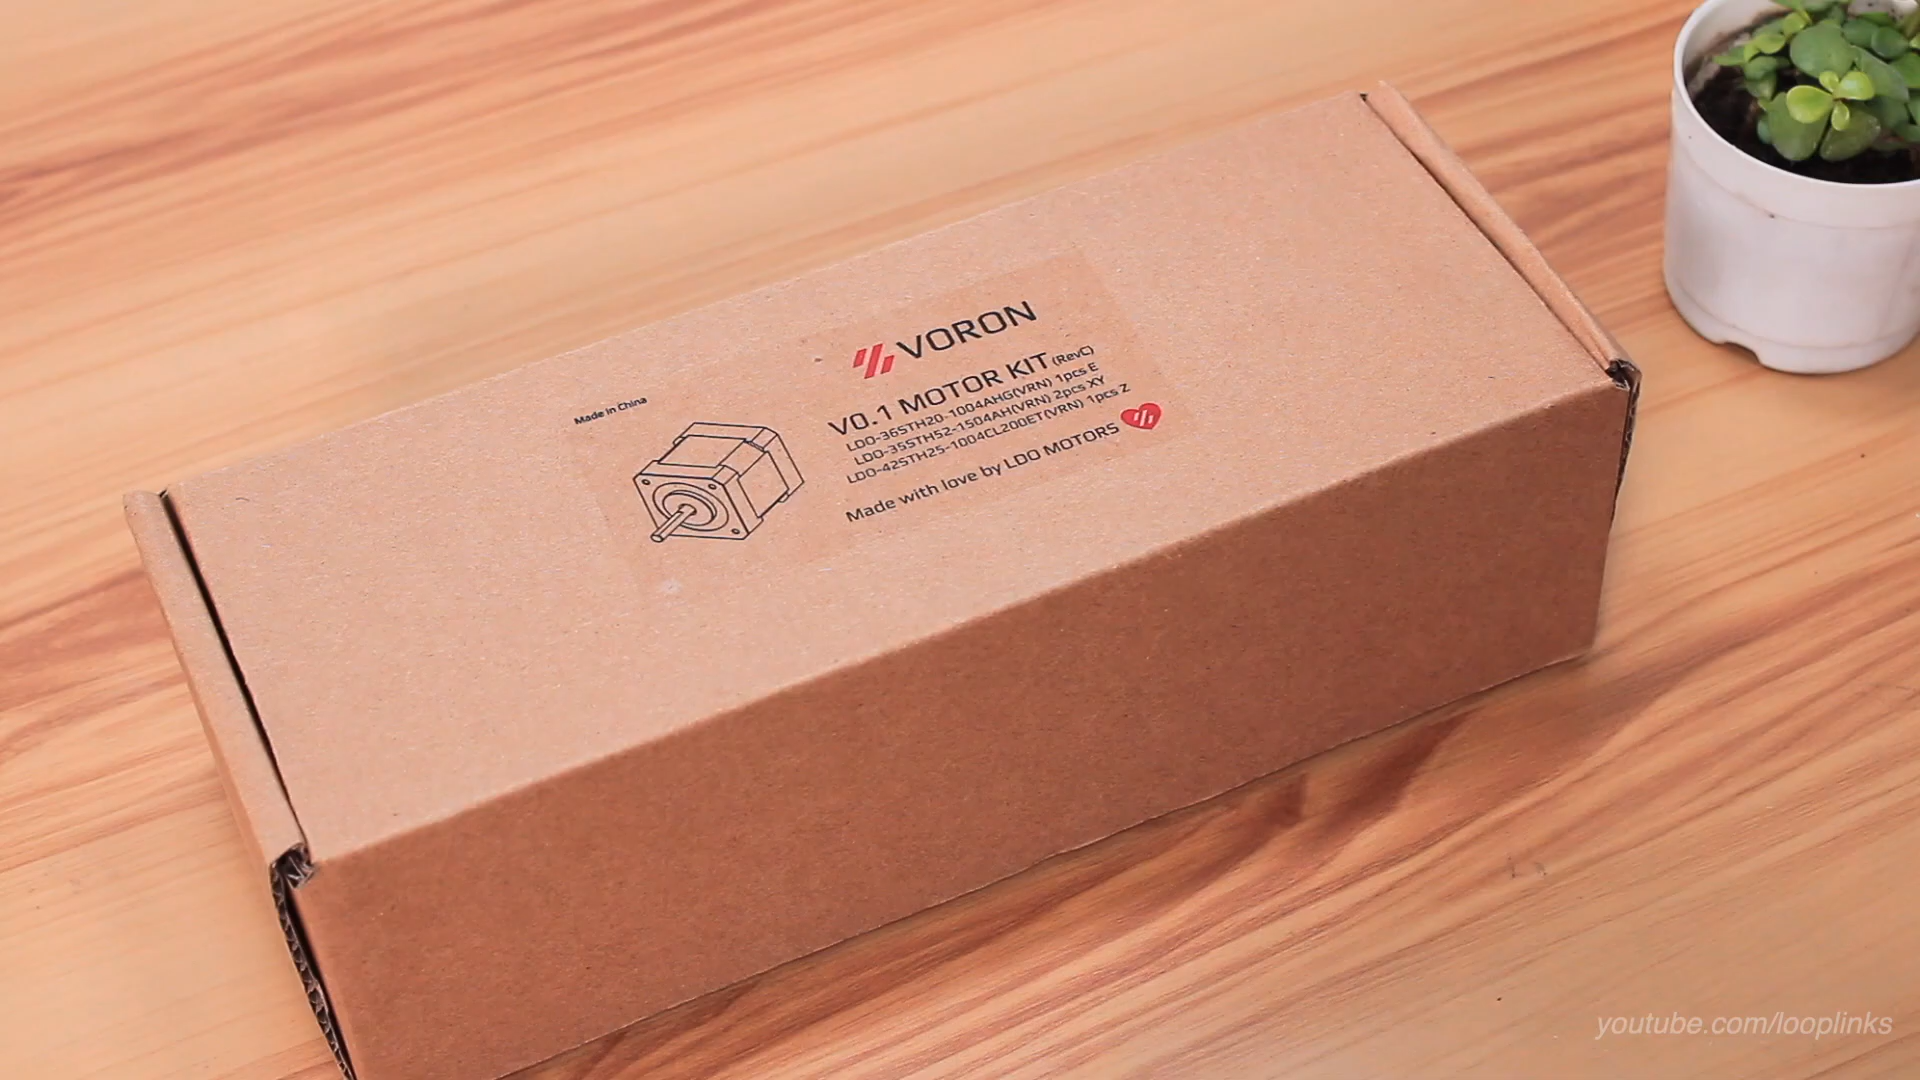 VORON
V0.1 MOTOR KIT (RevC)
LDO-36STH20-1004AHG(VRN) 1pcs E
LDO-35STH52-1504AH(VRN) 2pcs XY
LDO-42STH25-1004CL200ET(VRN) 1pcs Z
Made with love by LDO MOTORS
Made in China
youtube.com/looplinks